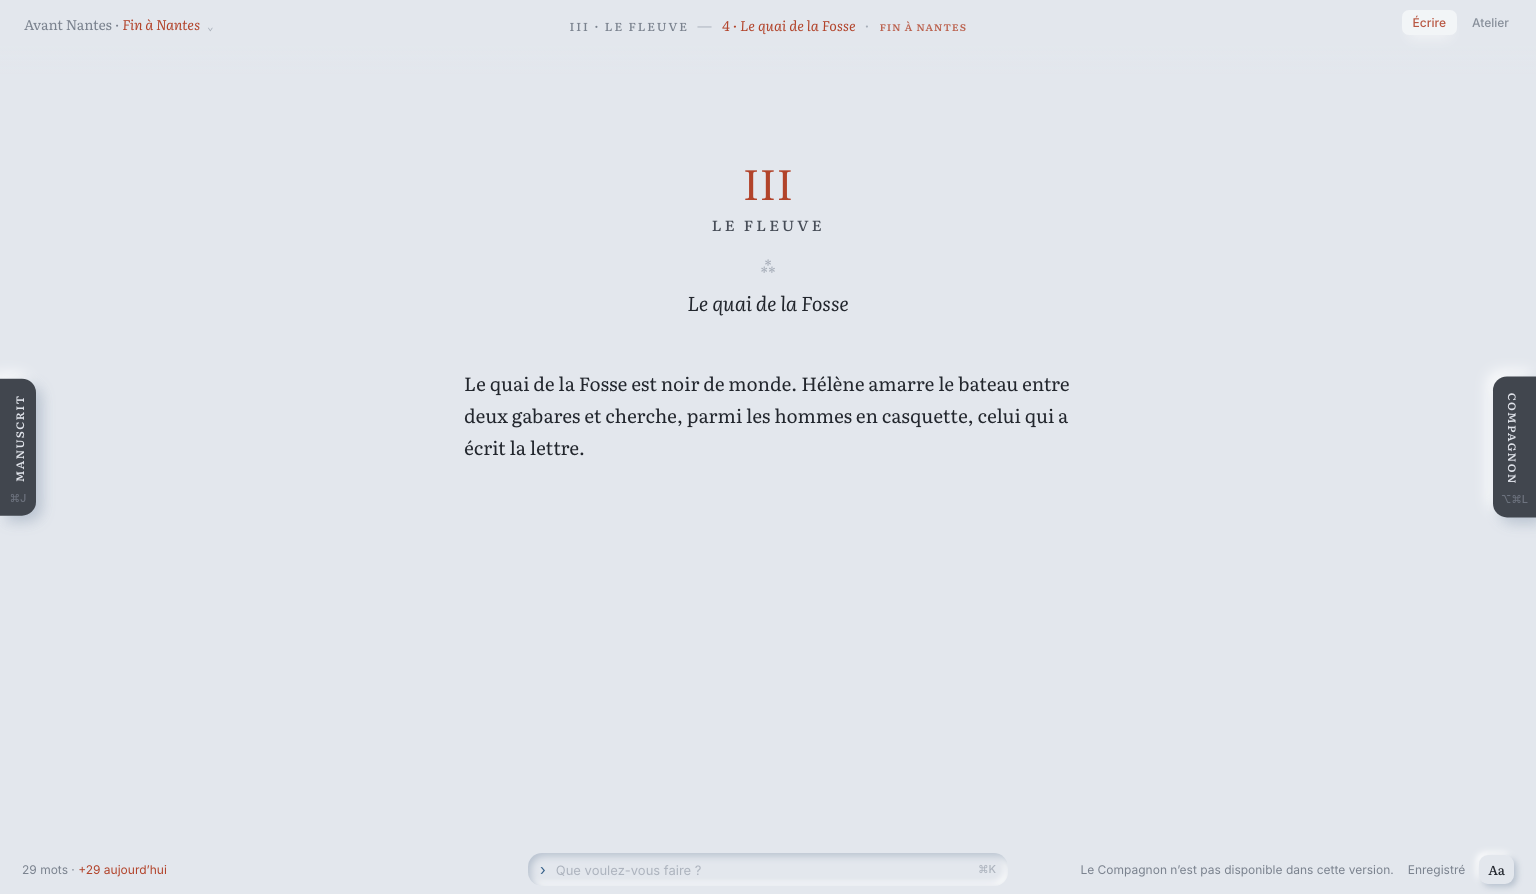 Avant Nantes · Fin à Nantes ⌄
III · LE FLEUVE — 4 · Le quai de la Fosse · FIN À NANTES
Écrire Atelier
III
LE FLEUVE
⁂
Le quai de la Fosse
Le quai de la Fosse est noir de monde. Hélène amarre le bateau entre
deux gabares et cherche, parmi les hommes en casquette, celui qui a
écrit la lettre.
MANUSCRIT
⌘J
COMPAGNON
⌥⌘L
29 mots · +29 aujourd’hui
› Que voulez-vous faire ? ⌘K
Le Compagnon n’est pas disponible dans cette version. Enregistré Aa